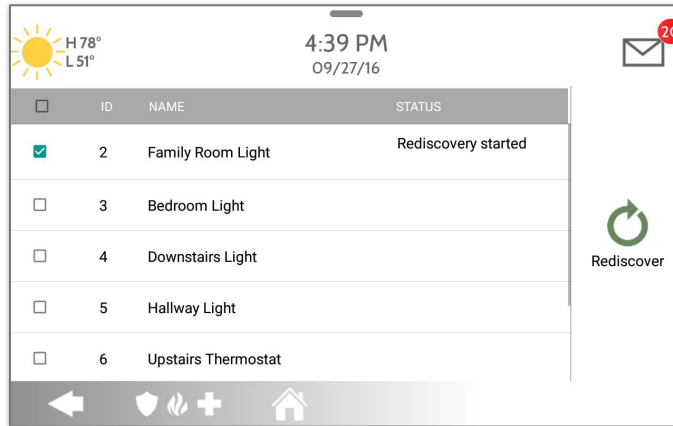 H 78°
L 51°
4:39 PM
09/27/16
20
ID NAME STATUS
2 Family Room Light Rediscovery started
3 Bedroom Light
4 Downstairs Light
5 Hallway Light
6 Upstairs Thermostat
Rediscover